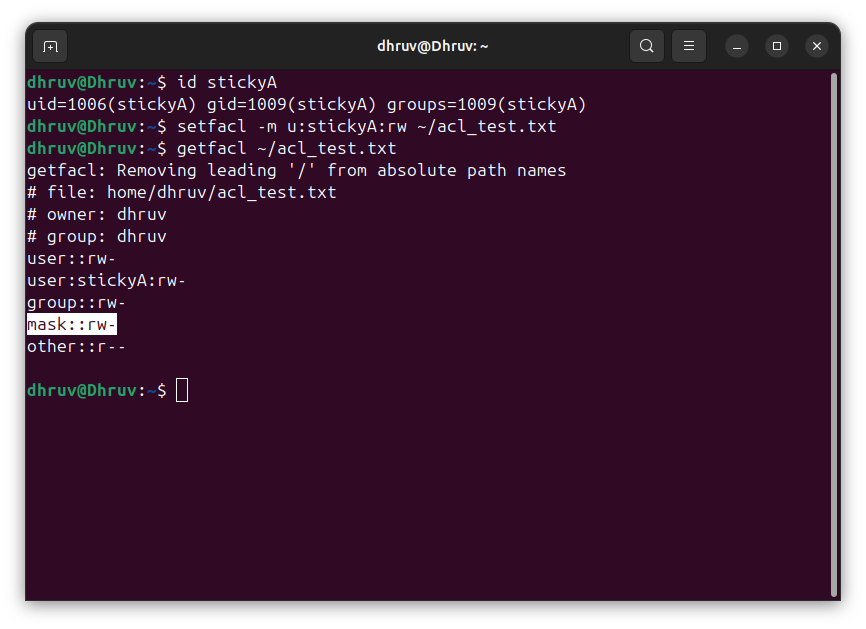 dhruv@Dhruv: ~
dhruv@Dhruv:~$ id stickyA
uid=1006(stickyA) gid=1009(stickyA) groups=1009(stickyA)
dhruv@Dhruv:~$ setfacl -m u:stickyA:rw ~/acl_test.txt
dhruv@Dhruv:~$ getfacl ~/acl_test.txt
getfacl: Removing leading '/' from absolute path names
# file: home/dhruv/acl_test.txt
# owner: dhruv
# group: dhruv
user::rw-
user:stickyA:rw-
group::rw-
mask::rw-
other::r--
dhruv@Dhruv:~$